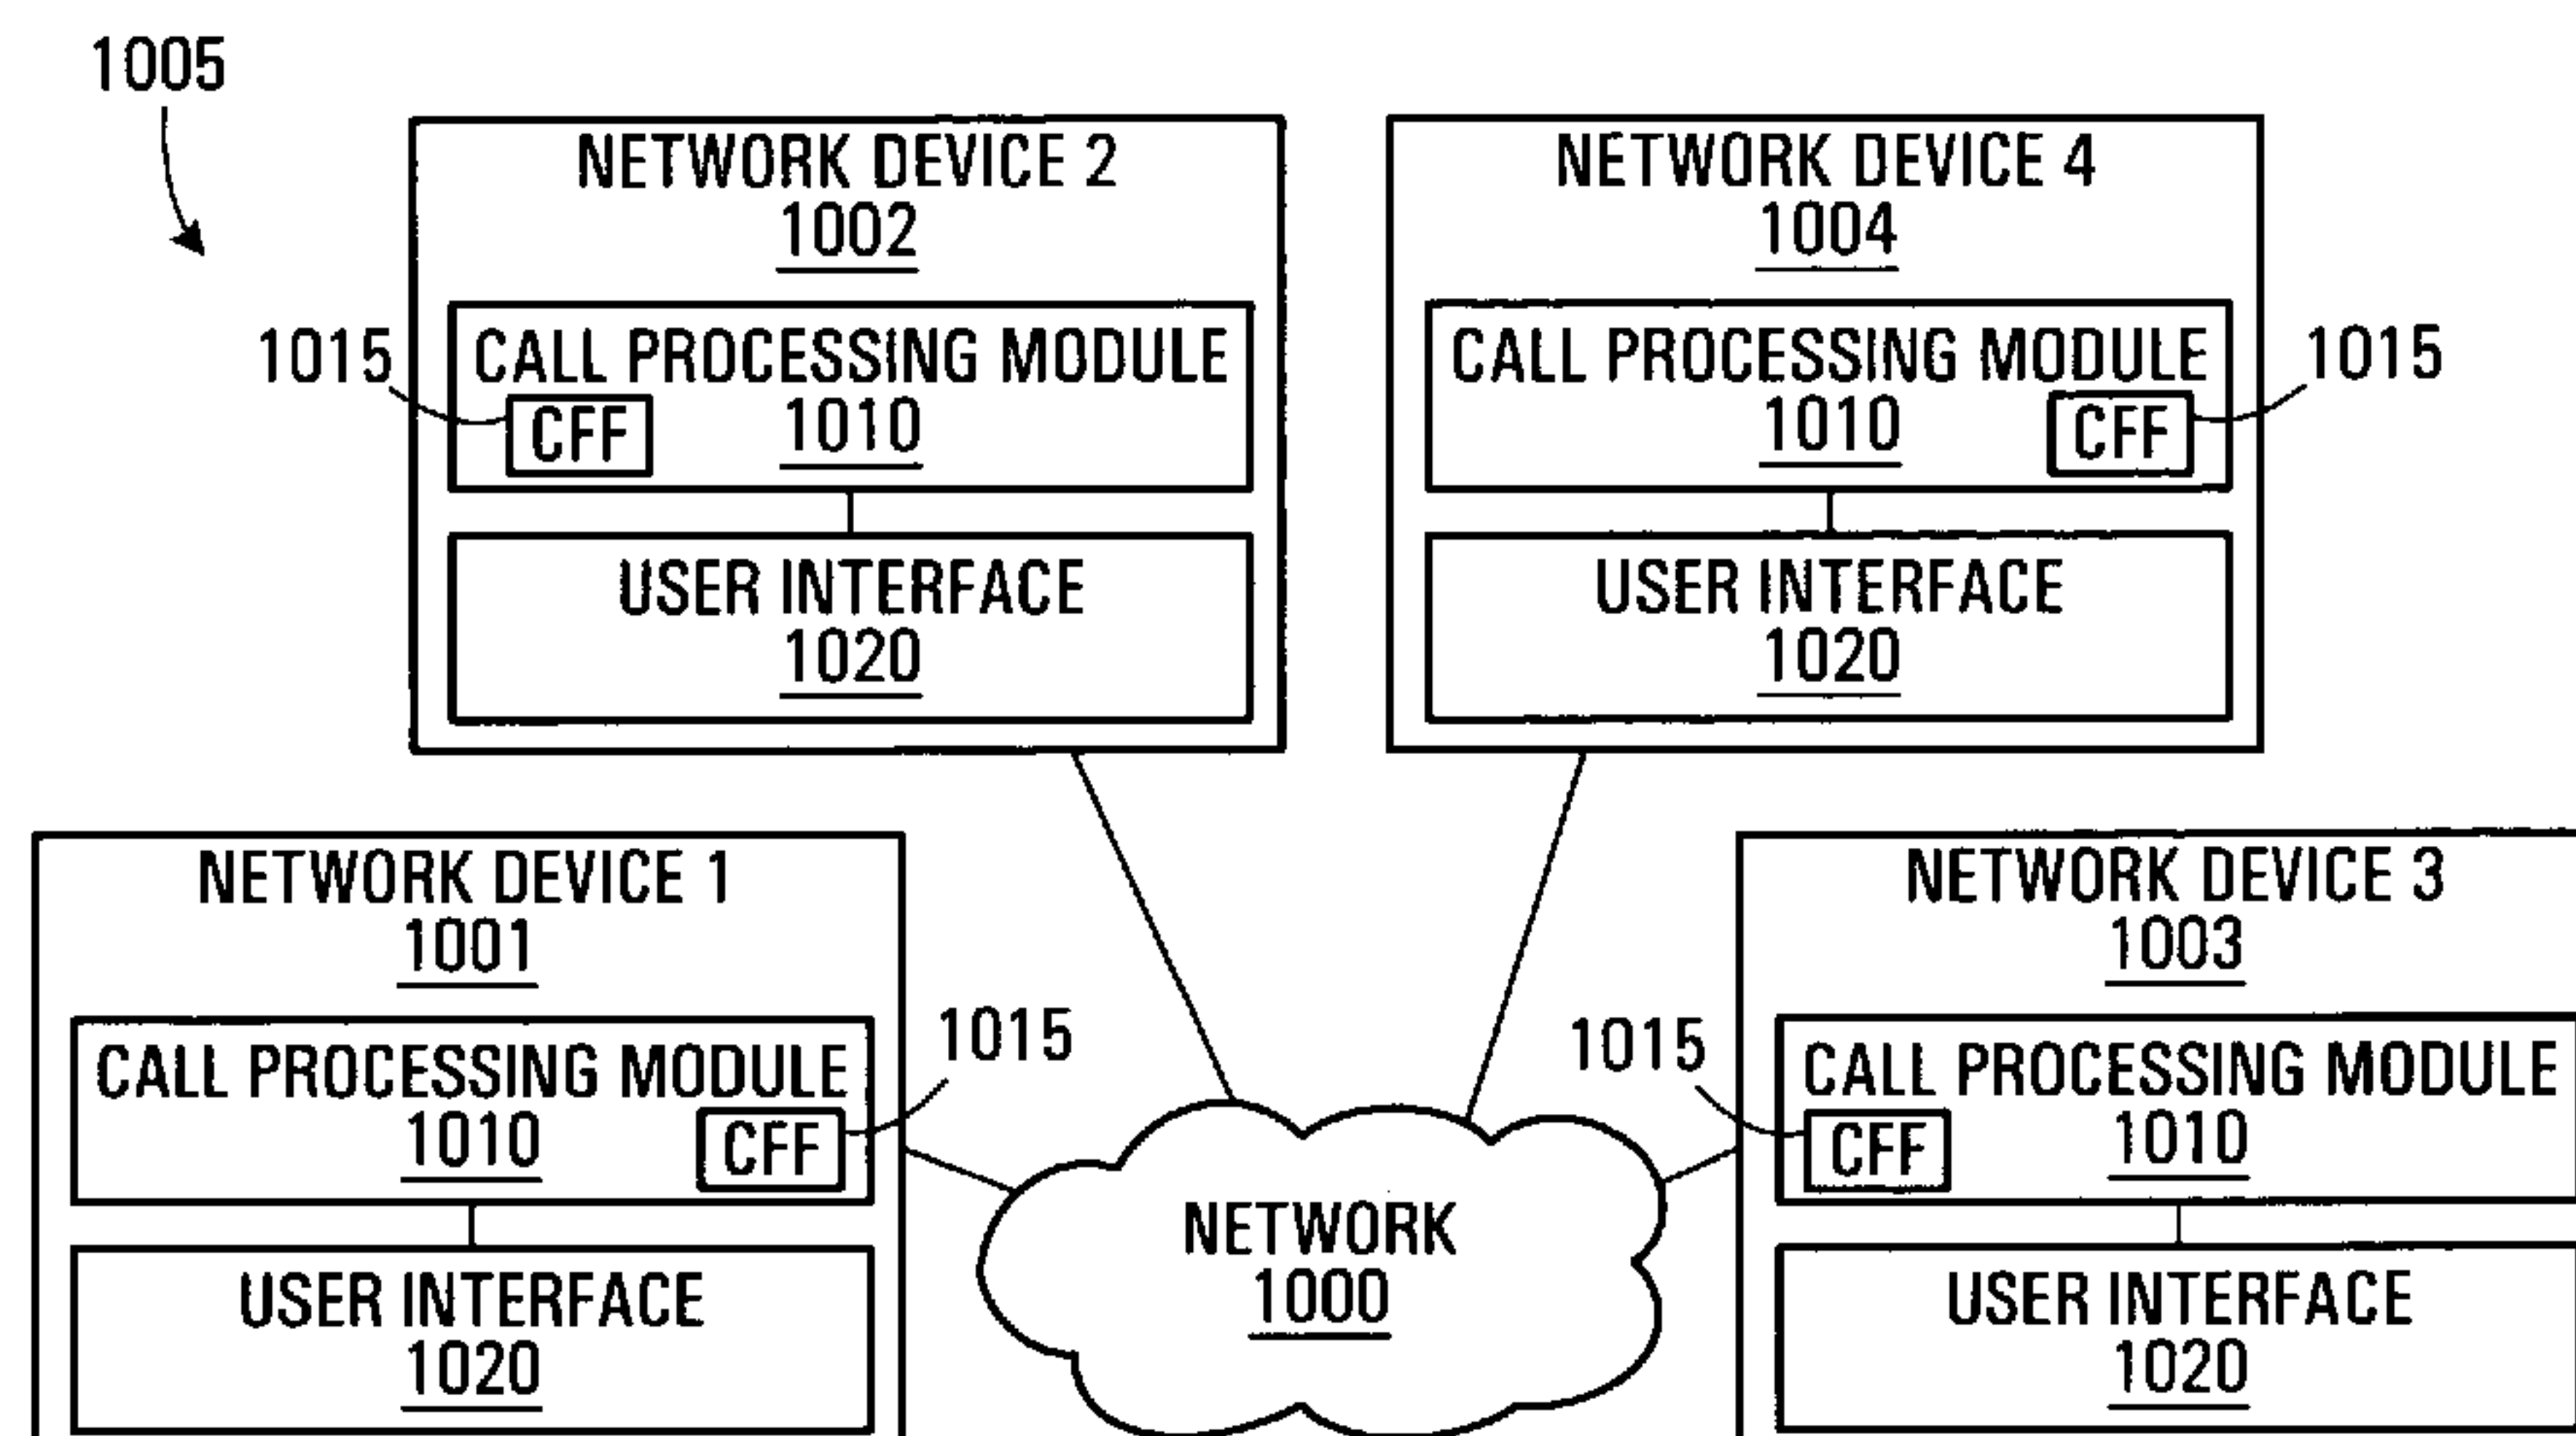 1005
NETWORK DEVICE 2
1002
1015
CALL PROCESSING MODULE
CFF
1010
USER INTERFACE
1020
NETWORK DEVICE 4
1004
CALL PROCESSING MODULE
1015
1010
CFF
USER INTERFACE
1020
NETWORK DEVICE 1
1001
1015
CALL PROCESSING MODULE
1010
CFF
USER INTERFACE
1020
NETWORK
1000
NETWORK DEVICE 3
1003
1015
CALL PROCESSING MODULE
CFF
1010
USER INTERFACE
1020